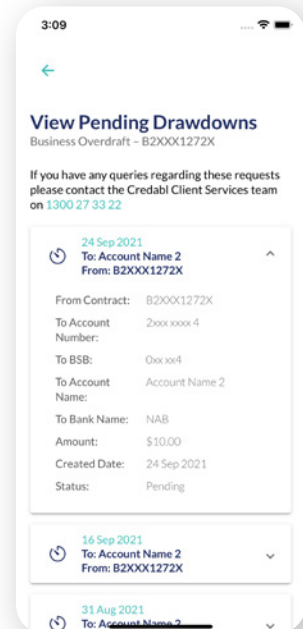 3:09
View Pending Drawdowns
Business Overdraft – B2XXX1272X
If you have any queries regarding these requests
please contact the Credabl Client Services team
on 1300 27 33 22
24 Sep 2021
To: Account Name 2
From: B2XXX1272X
From Contract: B2XXX1272X
To Account Number: 2xxx xxxx 4
To BSB: 0xx xx4
To Account Name: Account Name 2
To Bank Name: NAB
Amount: $10.00
Created Date: 24 Sep 2021
Status: Pending
16 Sep 2021
To: Account Name 2
From: B2XXX1272X
31 Aug 2021
To: Account Name 2